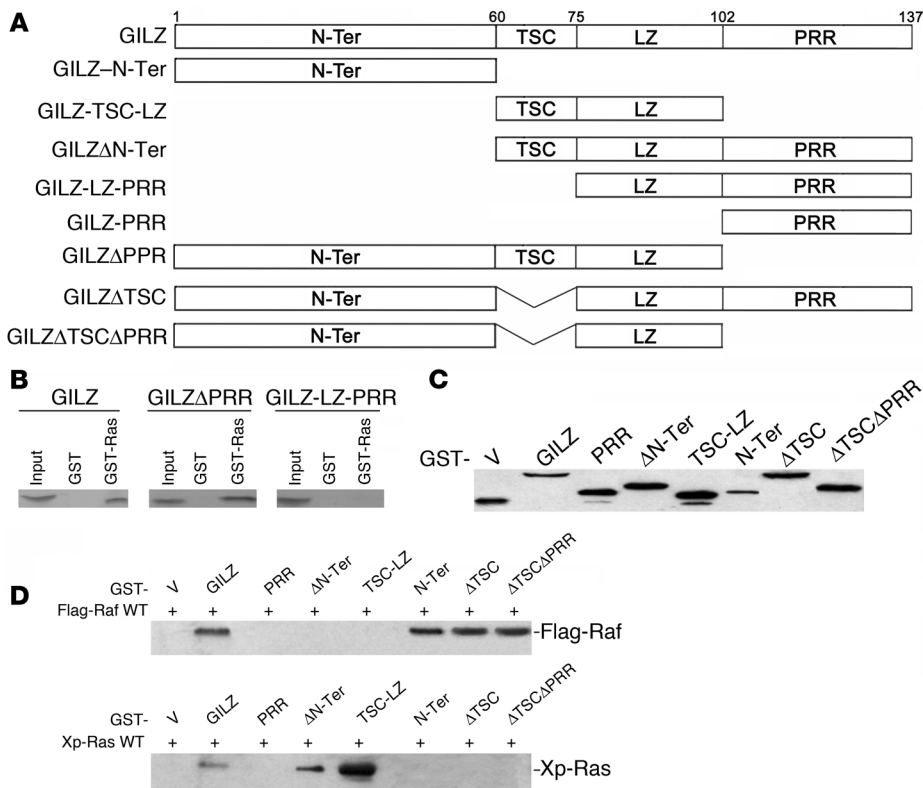 A
1 60 75 102 137
GILZ N-Ter TSC LZ PRR
GILZ–N-Ter N-Ter
GILZ-TSC-LZ TSC LZ
GILZΔN-Ter TSC LZ PRR
GILZ-LZ-PRR LZ PRR
GILZ-PRR PRR
GILZΔPPR N-Ter TSC LZ
GILZΔTSC N-Ter LZ PRR
GILZΔTSCΔPRR N-Ter LZ
B
GILZ GILZΔPRR GILZ-LZ-PRR
Input GST GST-Ras Input GST GST-Ras Input GST GST-Ras
C
GST- V GILZ PRR ΔN-Ter TSC-LZ N-Ter ΔTSC ΔTSCΔPRR
D
GST- V GILZ PRR ΔN-Ter TSC-LZ N-Ter ΔTSC ΔTSCΔPRR
Flag-Raf WT + + + + + + + +
-Flag-Raf
GST- V GILZ PRR ΔN-Ter TSC-LZ N-Ter ΔTSC ΔTSCΔPRR
Xp-Ras WT + + + + + + + +
-Xp-Ras